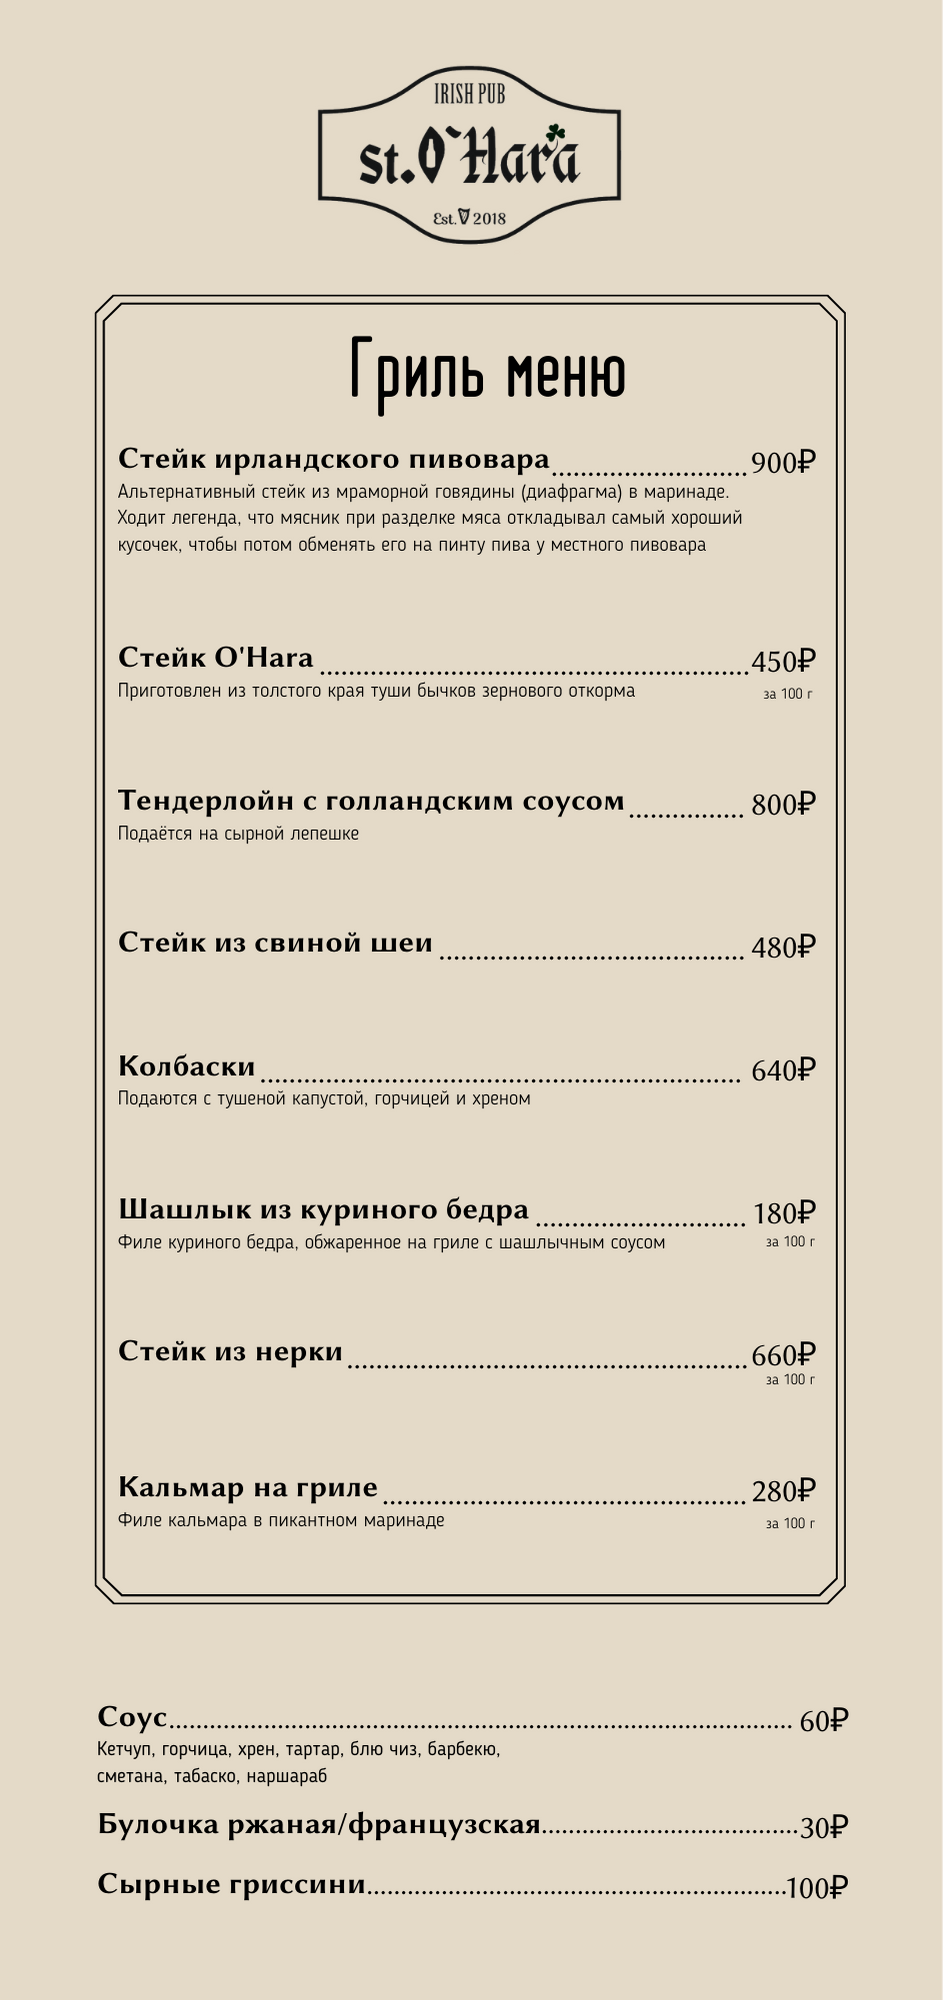 IRISH PUB
st.O`Hara
Est. 2018
Гриль меню
Стейк ирландского пивовара 900₽
Альтернативный стейк из мраморной говядины (диафрагма) в маринаде.
Ходит легенда, что мясник при разделке мяса откладывал самый хороший
кусочек, чтобы потом обменять его на пинту пива у местного пивовара
Стейк O'Hara 450₽
Приготовлен из толстого края туши бычков зернового откорма за 100 г
Тендерлойн с голландским соусом 800₽
Подаётся на сырной лепешке
Стейк из свиной шеи 480₽
Колбаски 640₽
Подаются с тушеной капустой, горчицей и хреном
Шашлык из куриного бедра 180₽
Филе куриного бедра, обжаренное на гриле с шашлычным соусом за 100 г
Стейк из нерки 660₽
за 100 г
Кальмар на гриле 280₽
Филе кальмара в пикантном маринаде за 100 г
Соус 60₽
Кетчуп, горчица, хрен, тартар, блю чиз, барбекю,
сметана, табаско, наршараб
Булочка ржаная/французская 30₽
Сырные гриссини 100₽